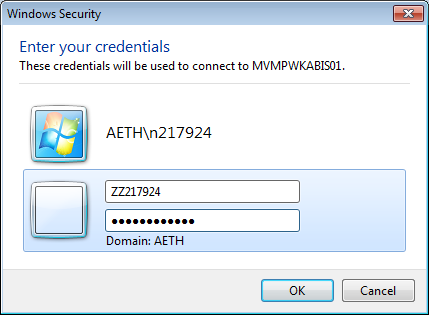 Windows Security
Enter your credentials
These credentials will be used to connect to MVMPWKABIS01.
AETH\n217924
ZZ217924
●●●●●●●●●●●●
Domain: AETH
OK
Cancel